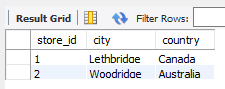 Result Grid Filter Rows:
store_id city country
1 Lethbridge Canada
2 Woodridge Australia